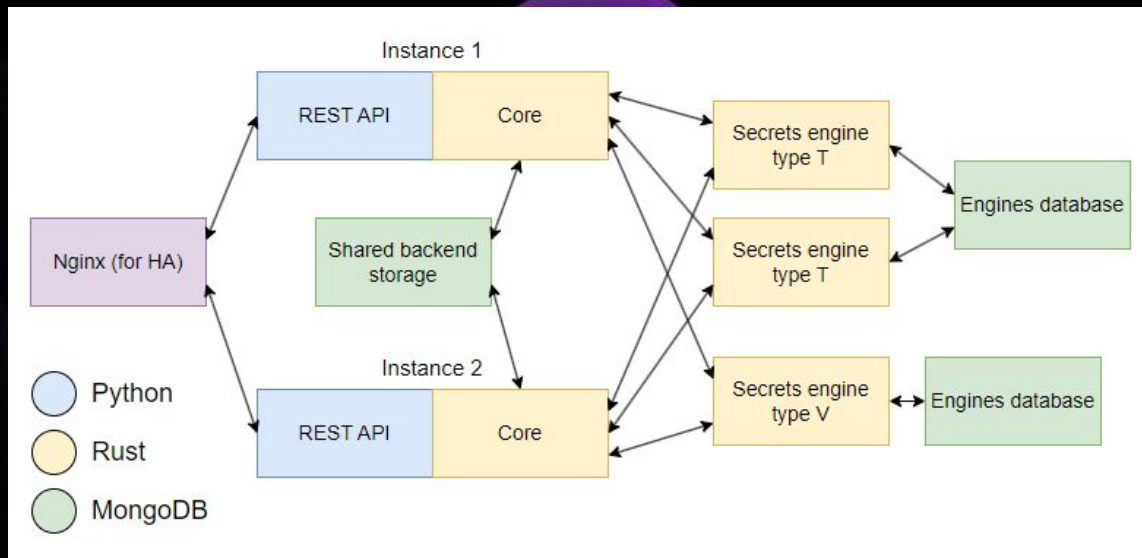 Instance 1
REST API
Core
Secrets engine
type T
Engines database
Nginx (for HA)
Shared backend
storage
Secrets engine
type T
Instance 2
REST API
Core
Secrets engine
type V
Engines database
Python
Rust
MongoDB